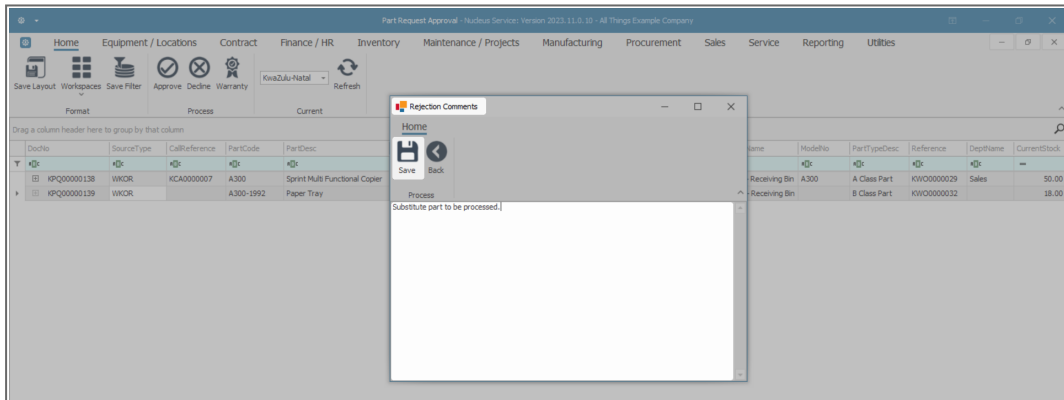 Part Request Approval - Nucleus Service: Version 2023.11.0.10 - All Things Example Company
Home Equipment / Locations Contract Finance / HR Inventory Maintenance / Projects Manufacturing Procurement Sales Service Reporting Utilities
Save Layout Workspaces Save Filter Approve Decline Warranty KwaZulu-Natal Refresh
Format Process Current
Rejection Comments
Home
Save Back
Process
Substitute part to be processed.
Drag a column header here to group by that column
DocNo SourceType CallReference PartCode PartDesc Name ModelNo PartTypeDesc Reference DeptName CurrentStock
KPQ00000138 WKOR KCA0000007 A300 Sprint Multi Functional Copier - Receiving Bin A300 A Class Part KWO0000029 Sales 50.00
KPQ00000139 WKOR A300-1992 Paper Tray - Receiving Bin B Class Part KWO0000032 18.00